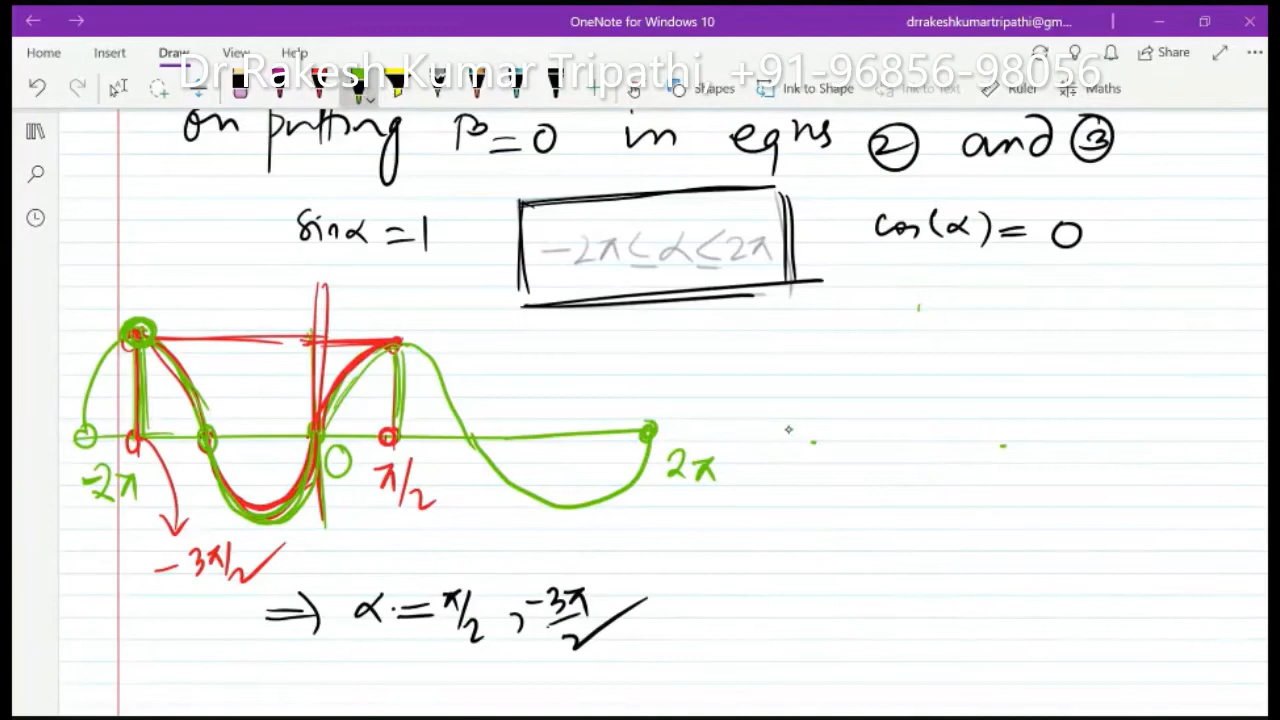 OneNote for Windows 10
drrakeshkumartripathi@gm...
Home Insert Draw View Help
Share
Dr Rakesh Kumar Tripathi +91-96856-98056
Shapes Ink to Shape Ink to Text Ruler Maths
on putting β=0 in eqns ② and ③
sinα = 1
-2π ≤ α ≤ 2π
cos(α) = 0
-2π
0
π/2
2π
-3π/2 ✓
⇒ α = π/2 , -3π/2 ✓